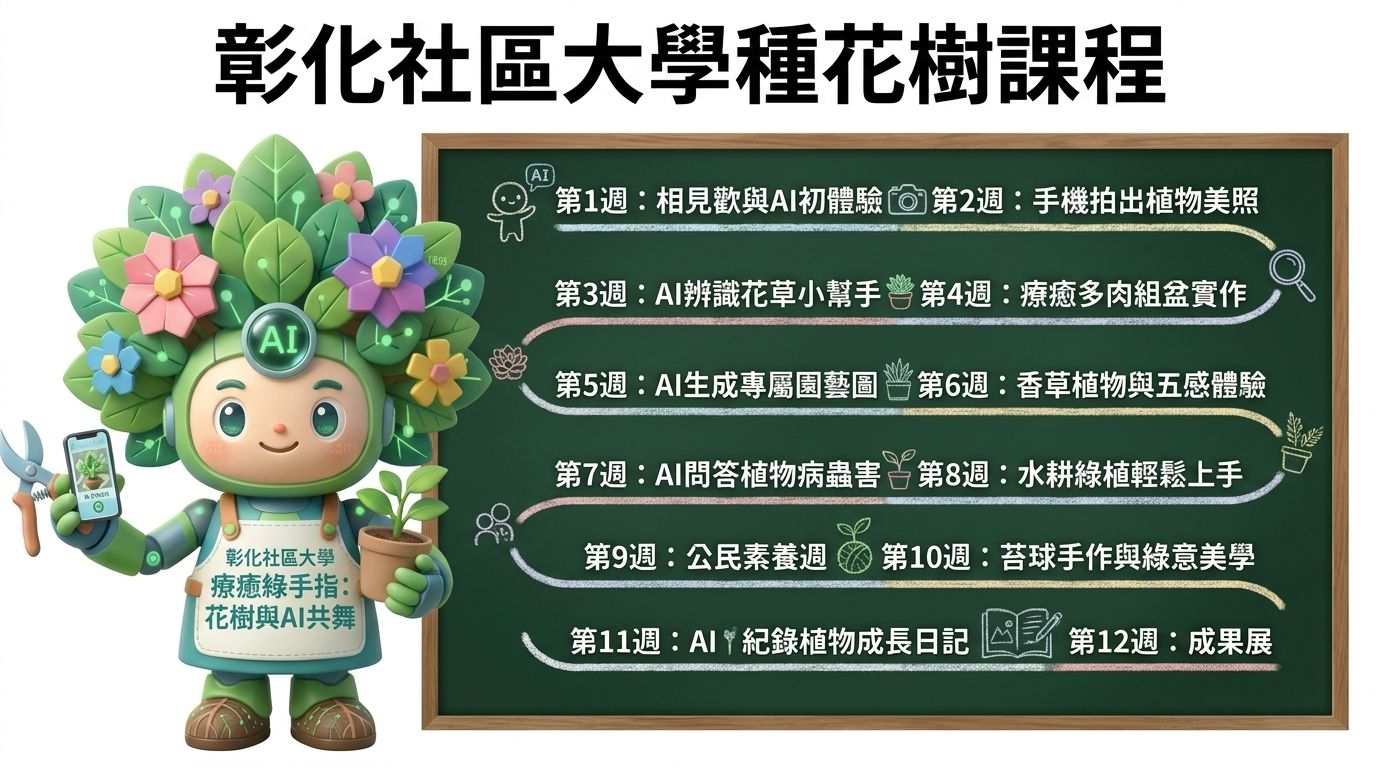 彰化社區大學種花樹課程
AI
第1週：相見歡與AI初體驗 第2週：手機拍出植物美照
第3週：AI辨識花草小幫手 第4週：療癒多肉組盆實作
第5週：AI生成專屬園藝圖 第6週：香草植物與五感體驗
第7週：AI問答植物病蟲害 第8週：水耕綠植輕鬆上手
第9週：公民素養週 第10週：苔球手作與綠意美學
第11週：AI紀錄植物成長日記 第12週：成果展
AI
彰化社區大學
療癒綠手指：
花樹與AI共舞